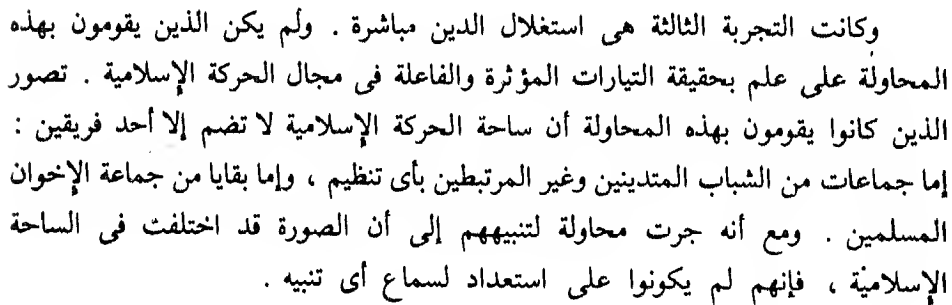 وكانت التجربة الثالثة هى استغلال الدين مباشرة . ولم يكن الذين يقومون بهذه
المحاولة على علم بحقيقة التيارات المؤثرة والفاعلة فى مجال الحركة الإسلامية . تصور
الذين كانوا يقومون بهذه المحاولة أن ساحة الحركة الإسلامية لا تضم إلا أحد فريقين :
إما جماعات من الشباب المتدينين وغير المرتبطين بأى تنظيم ، وإما بقايا من جماعة الإخوان
المسلمين . ومع أنه جرت محاولة لتنبيههم إلى أن الصورة قد اختلفت فى الساحة
الإسلامية ، فإنهم لم يكونوا على استعداد لسماع أى تنبيه .